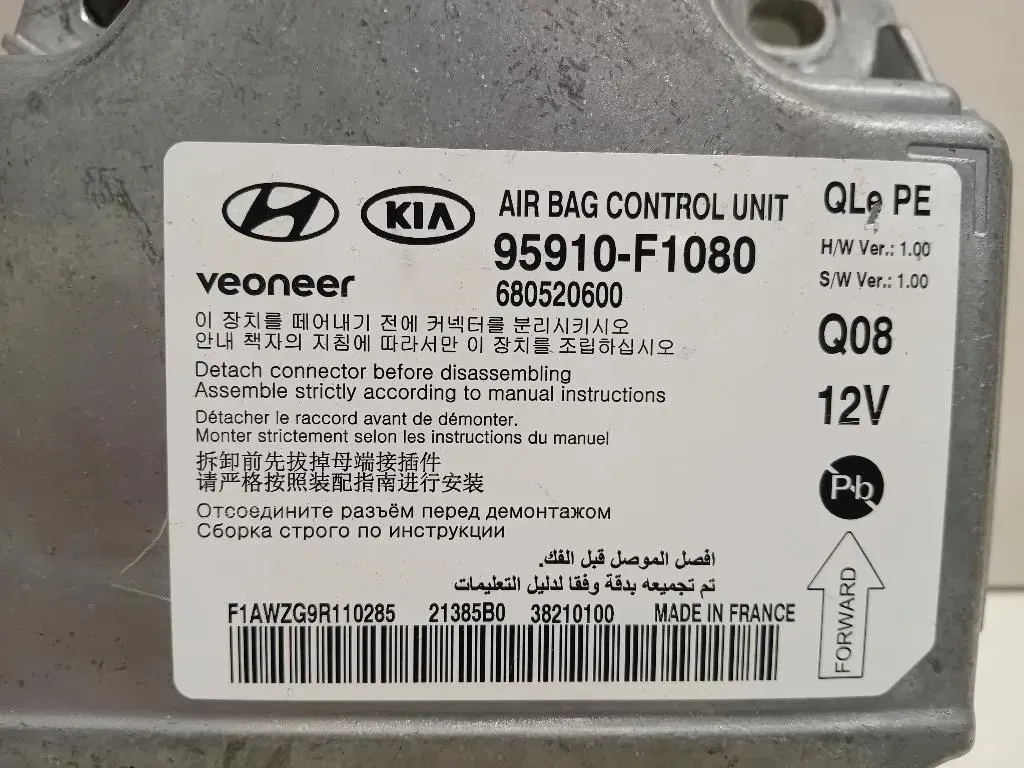 KIA
AIR BAG CONTROL UNIT
QLe PE
95910-F1080
H/W Ver.: 1.00
veoneer
680520600
S/W Ver.: 1.00
이 장치를 떼어내기 전에 커넥터를 분리시키시오
안내 책자의 지침에 따라서만 이 장치를 조립하십시오
Q08
Detach connector before disassembling
Assemble strictly according to manual instructions
12V
Détacher le raccord avant de démonter.
Monter strictement selon les instructions du manuel
拆卸前先拔掉母端接插件
请严格按照装配指南进行安装
Pb
Отсоедините разъём перед демонтажом
Сборка строго по инструкции
افصل الموصل قبل الفك.
تم تجميعه بدقة وفقا لدليل التعليمات
FORWARD
F1AWZG9R110285 21385B0 38210100 MADE IN FRANCE